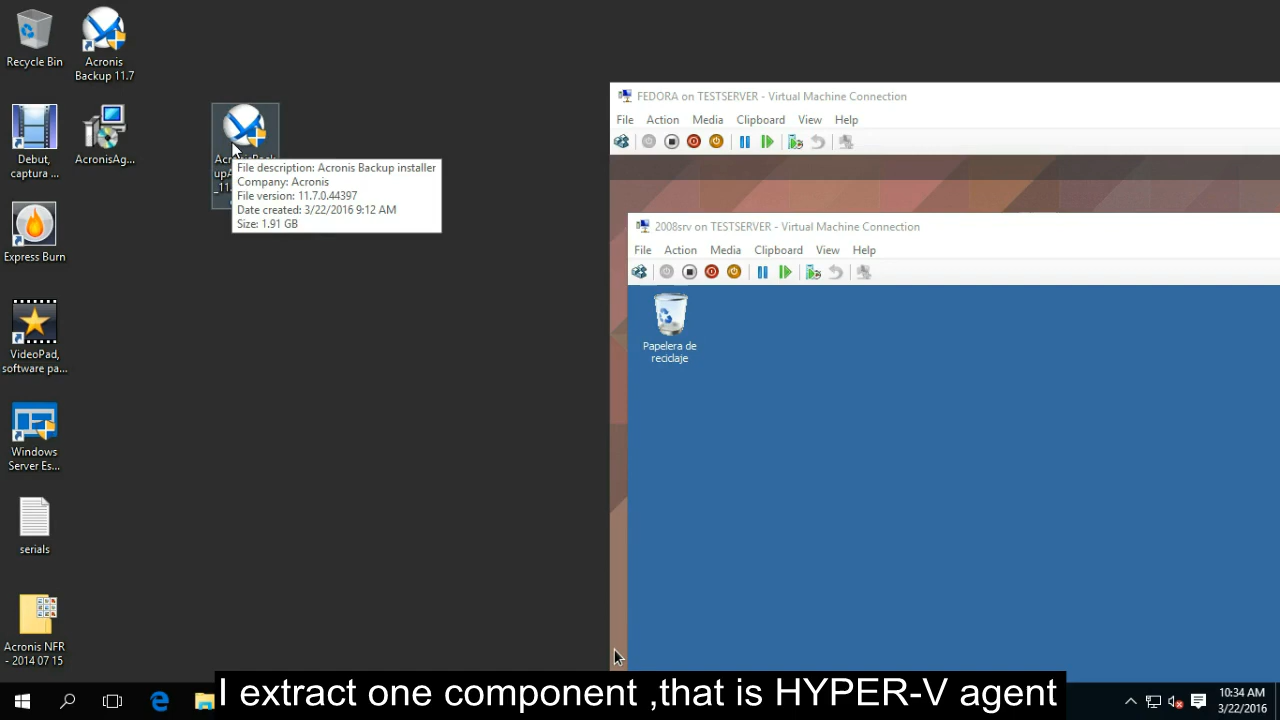 Recycle Bin
Acronis
Backup 11.7
Debut,
captura ...
AcronisAg...
Express Burn
VideoPad,
software pa...
Windows
Server Es...
serials
Acronis NFR
- 2014 07 15
File description: Acronis Backup installer
Company: Acronis
File version: 11.7.0.44397
Date created: 3/22/2016 9:12 AM
Size: 1.91 GB
FEDORA on TESTSERVER - Virtual Machine Connection
File Action Media Clipboard View Help
2008srv on TESTSERVER - Virtual Machine Connection
File Action Media Clipboard View Help
Papelera de
reciclaje
I extract one component ,that is HYPER-V agent
10:34 AM
3/22/2016